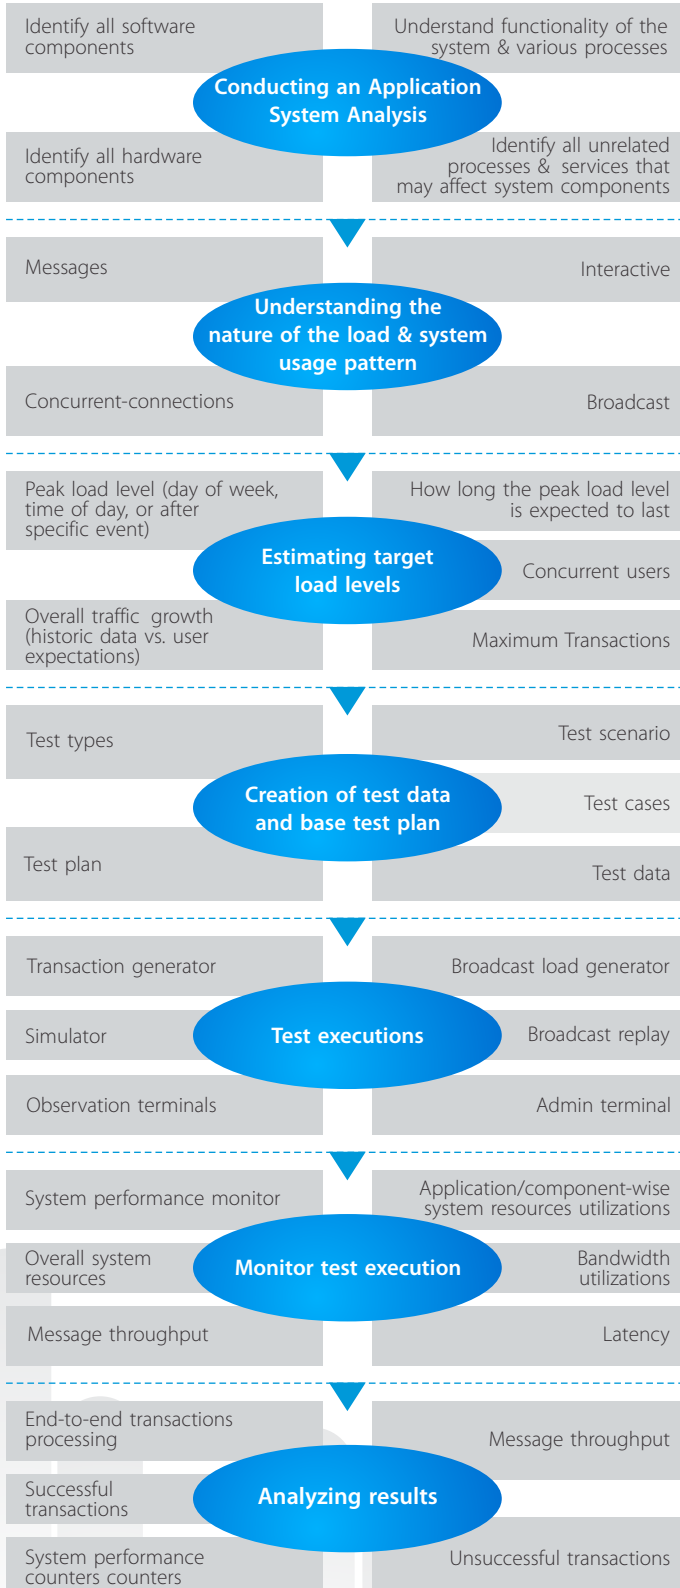 Identify all software
components
Understand functionality of the
system & various processes
Conducting an Application
System Analysis
Identify all hardware
components
Identify all unrelated
processes & services that
may affect system components
Messages
Interactive
Understanding the
nature of the load & system
usage pattern
Concurrent-connections
Broadcast
Peak load level (day of week,
time of day, or after
specific event)
How long the peak load level
is expected to last
Estimating target
load levels
Concurrent users
Overall traffic growth
(historic data vs. user
expectations)
Maximum Transactions
Test types
Test scenario
Creation of test data
and base test plan
Test cases
Test plan
Test data
Transaction generator
Broadcast load generator
Simulator
Test executions
Broadcast replay
Observation terminals
Admin terminal
System performance monitor
Application/component-wise
system resources utilizations
Overall system
resources
Monitor test execution
Bandwidth
utilizations
Message throughput
Latency
End-to-end transactions
processing
Message throughput
Successful
transactions
Analyzing results
System performance
counters counters
Unsuccessful transactions